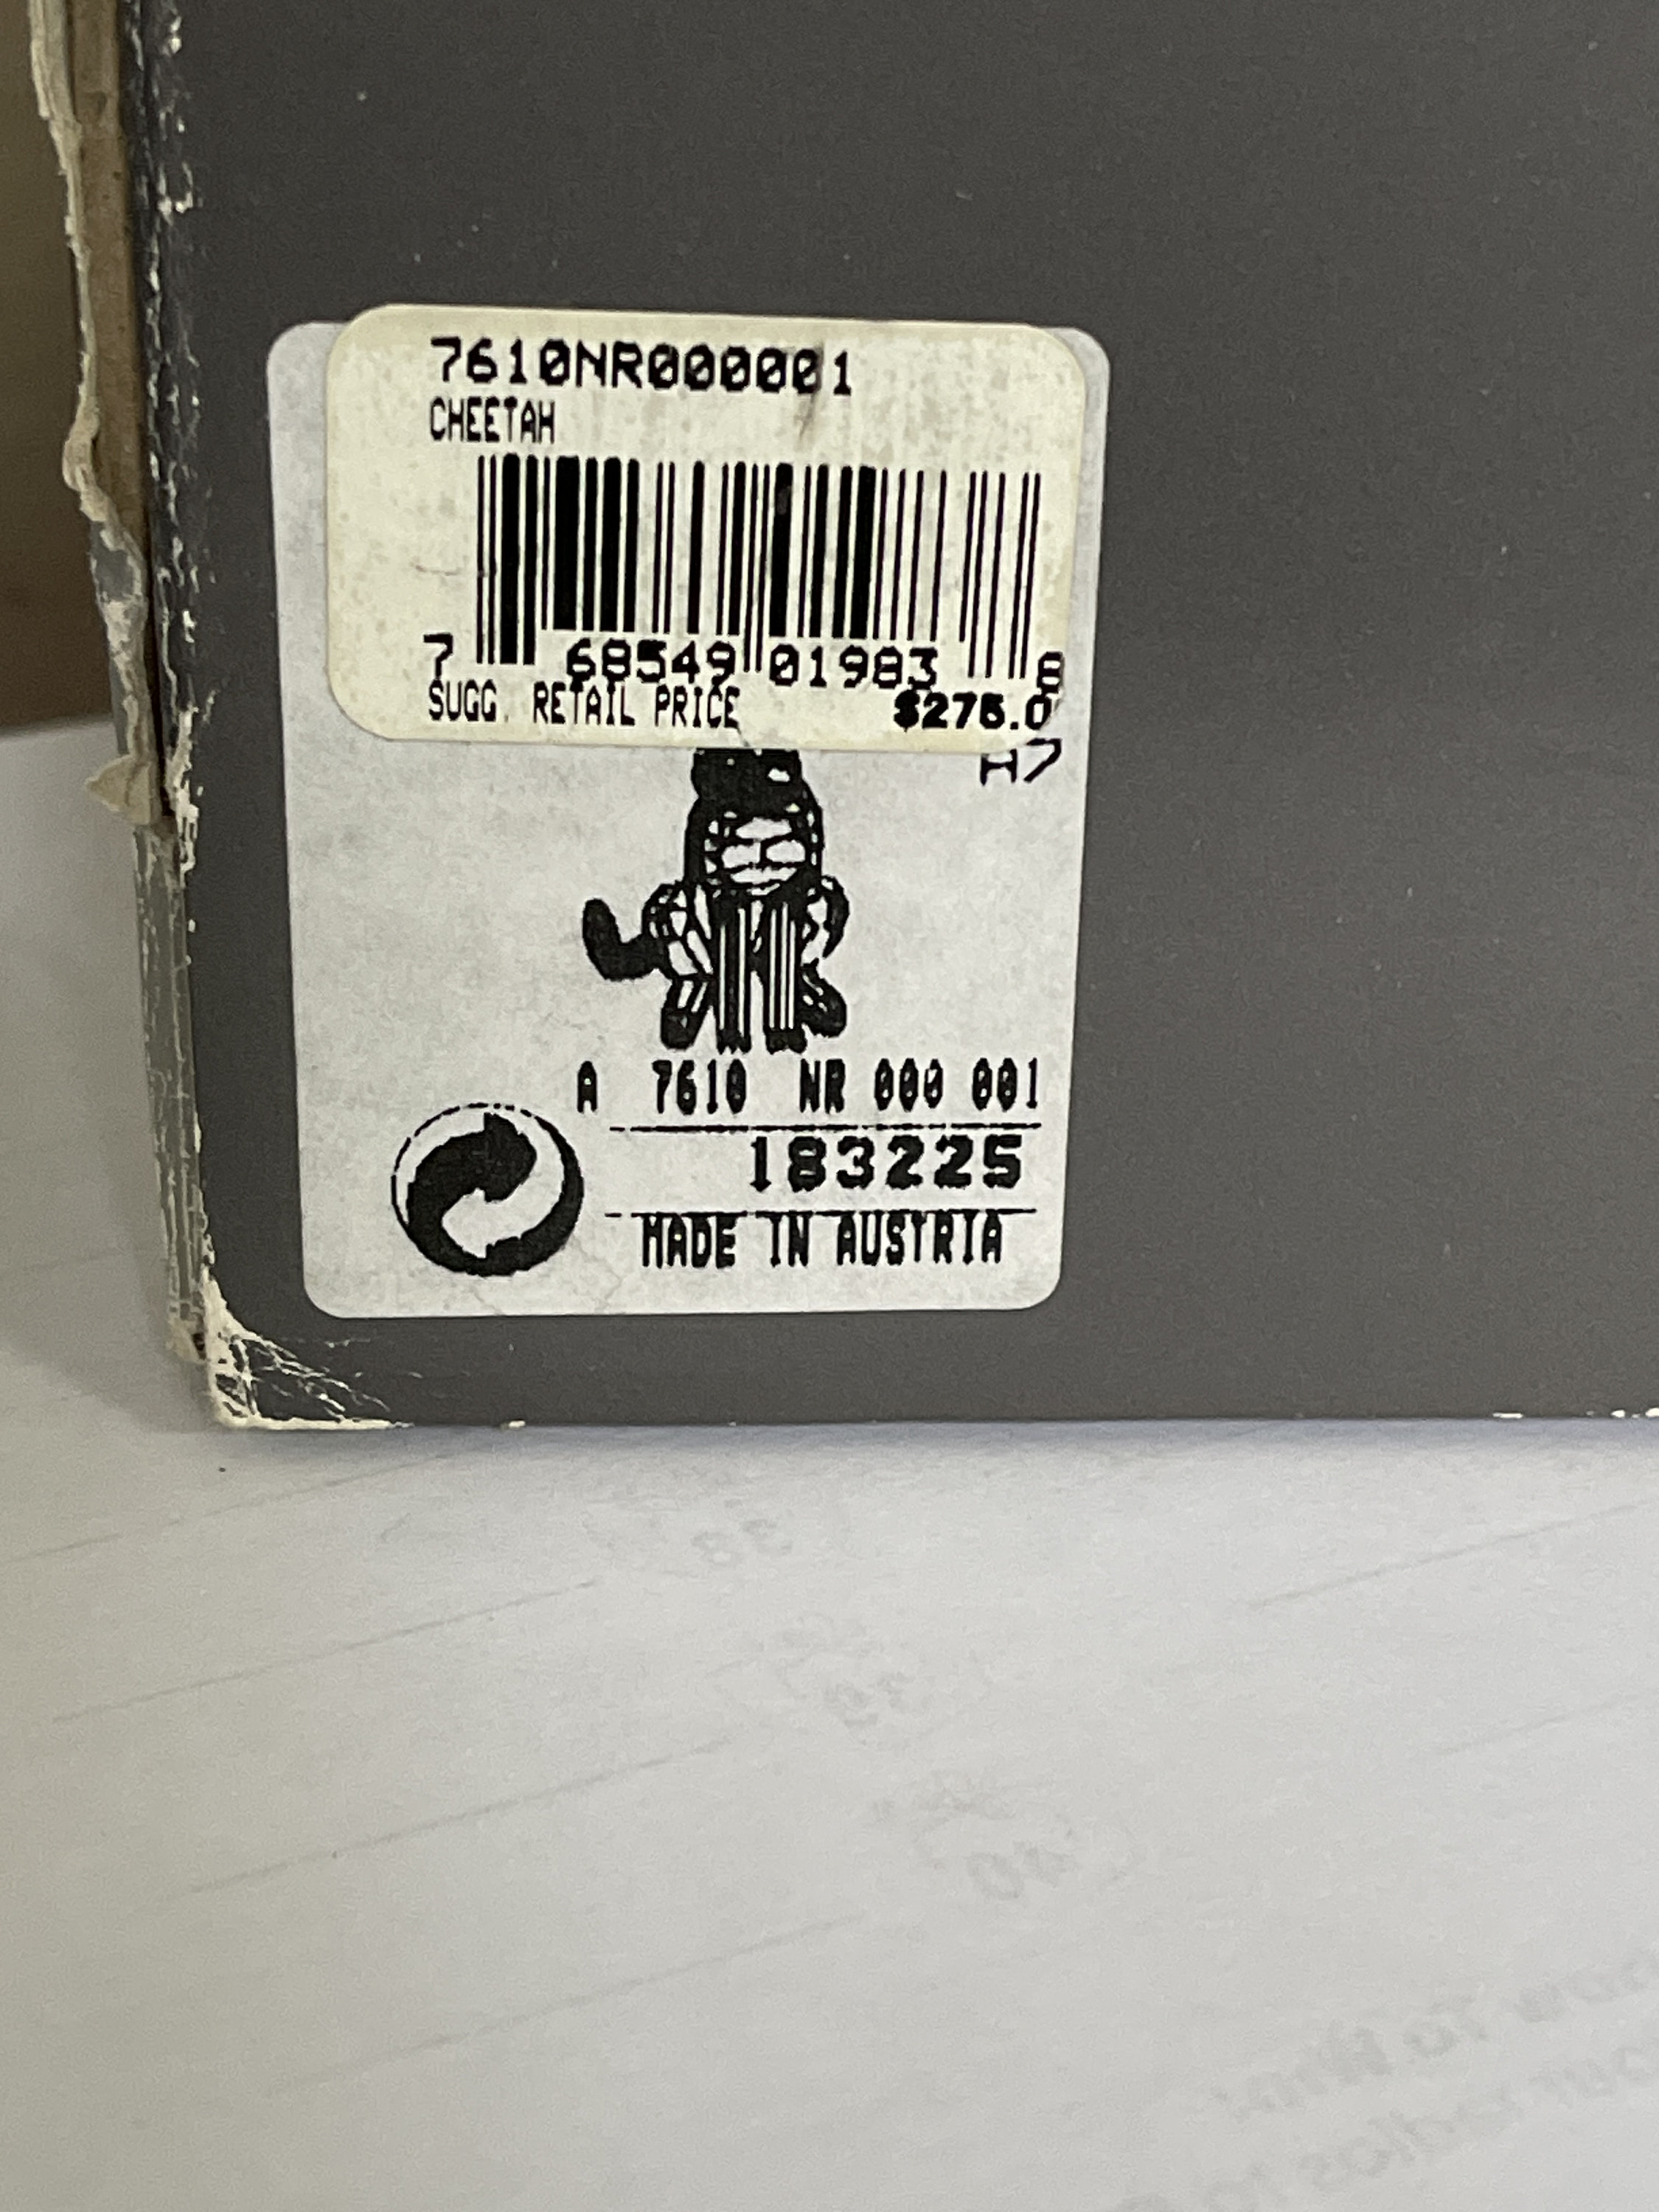 7610NR000001
CHEETAH
7 68549 01983 8
SUGG. RETAIL PRICE $275.0
H7
A 7610 NR 000 001
183225
MADE IN AUSTRIA